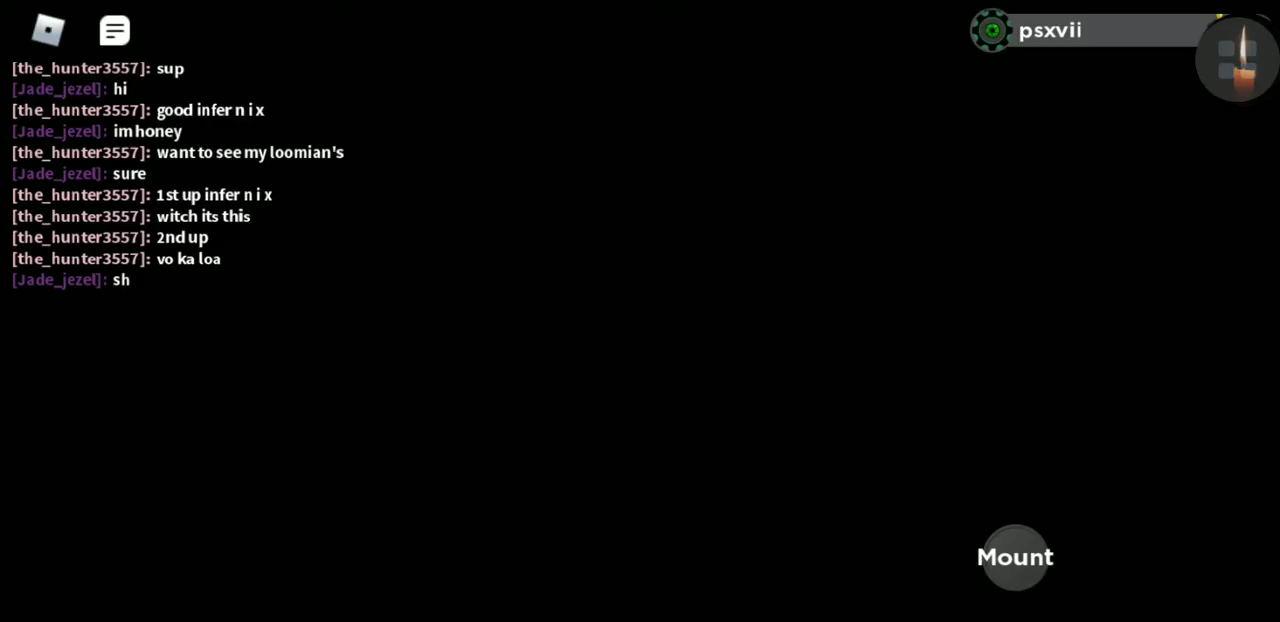 psxvii
[the_hunter3557]: sup
[Jade_jezel]: hi
[the_hunter3557]: good infer n i x
[Jade_jezel]: im honey
[the_hunter3557]: want to see my loomian's
[Jade_jezel]: sure
[the_hunter3557]: 1st up infer n i x
[the_hunter3557]: witch its this
[the_hunter3557]: 2nd up
[the_hunter3557]: vo ka loa
[Jade_jezel]: sh
Mount